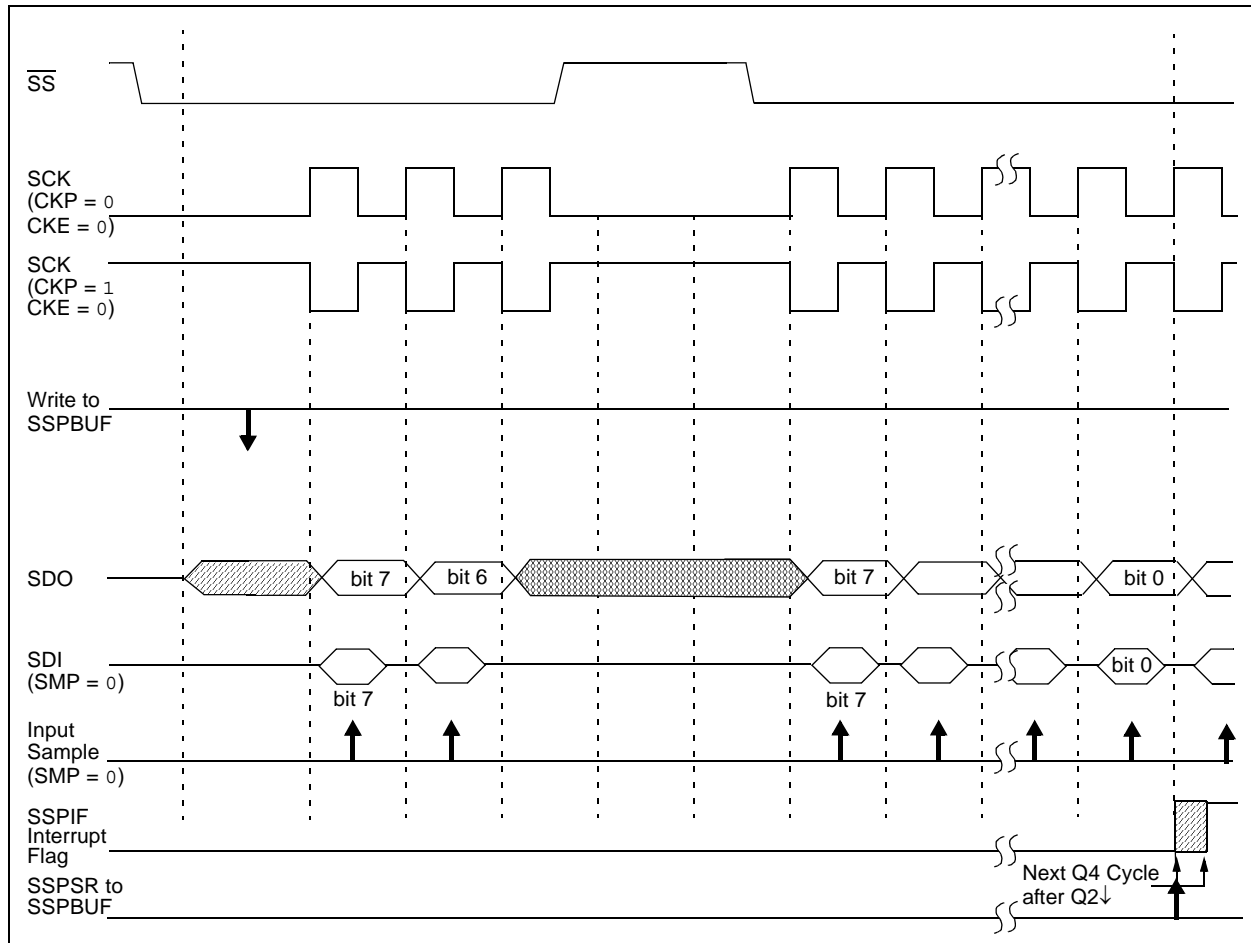 SS
SCK
(CKP = 0
CKE = 0)
SCK
(CKP = 1
CKE = 0)
Write to
SSPBUF
SDO
bit 7
bit 6
bit 7
bit 0
SDI
(SMP = 0)
bit 7
bit 7
bit 0
Input
Sample
(SMP = 0)
SSPIF
Interrupt
Flag
SSPSR to
SSPBUF
Next Q4 Cycle
after Q2↓